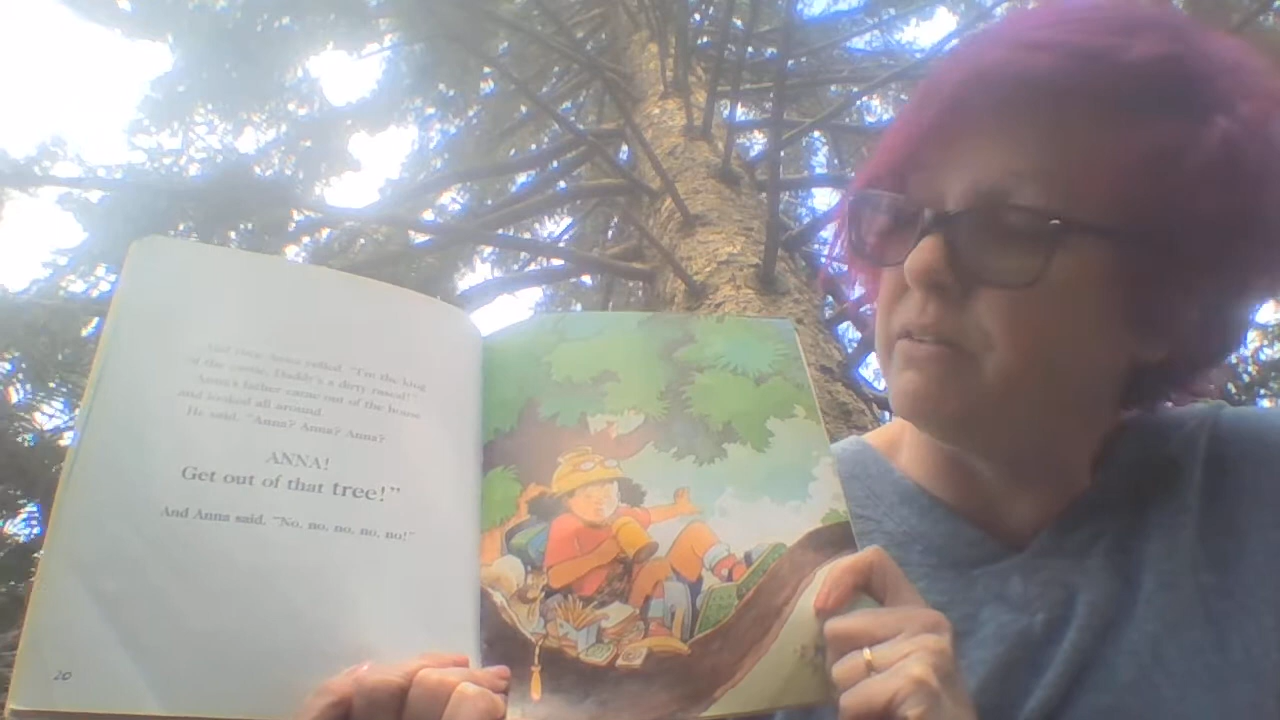 And then Anna yelled, "I'm the king
of the castle, Daddy's a dirty rascal!"
Anna's father came out of the house
and looked all around.
He said, "Anna? Anna? Anna?
ANNA!
Get out of that tree!"
And Anna said, "No, no, no, no, no!"
20